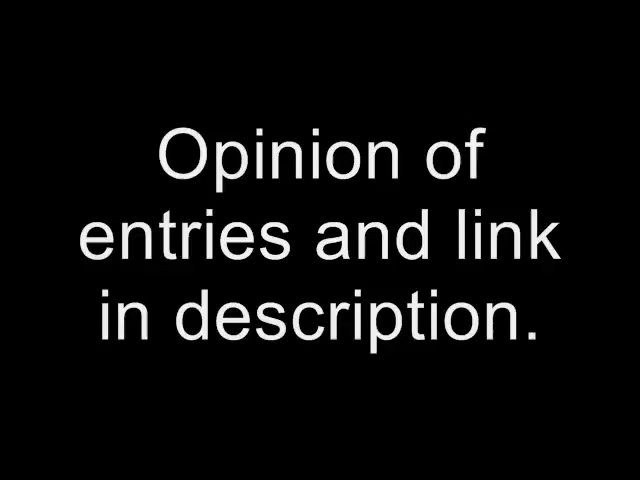 Opinion of
entries and link
in description.